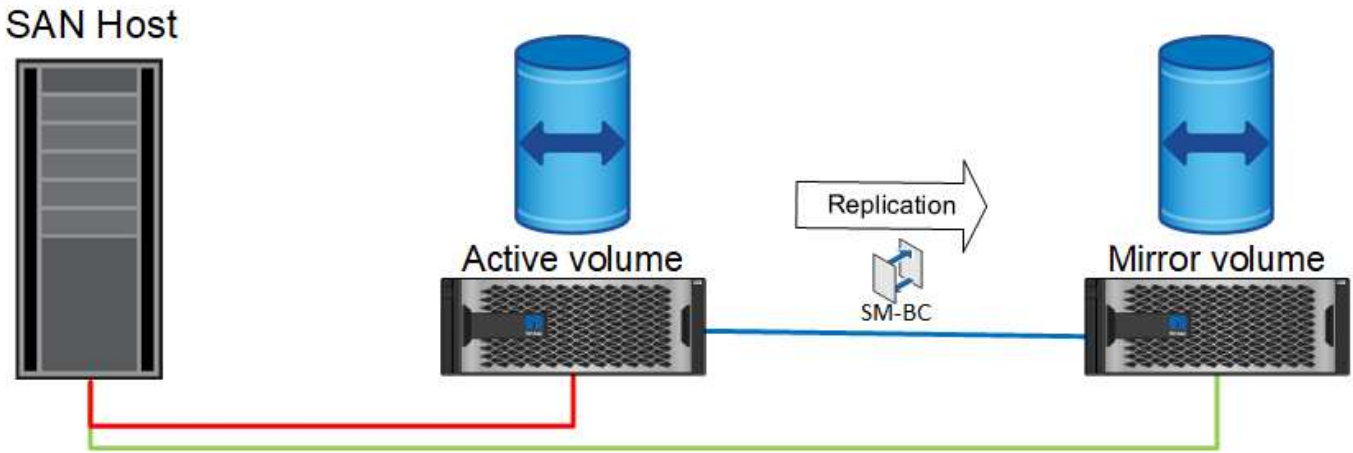 SAN Host
Replication
Active volume
Mirror volume
SM-BC